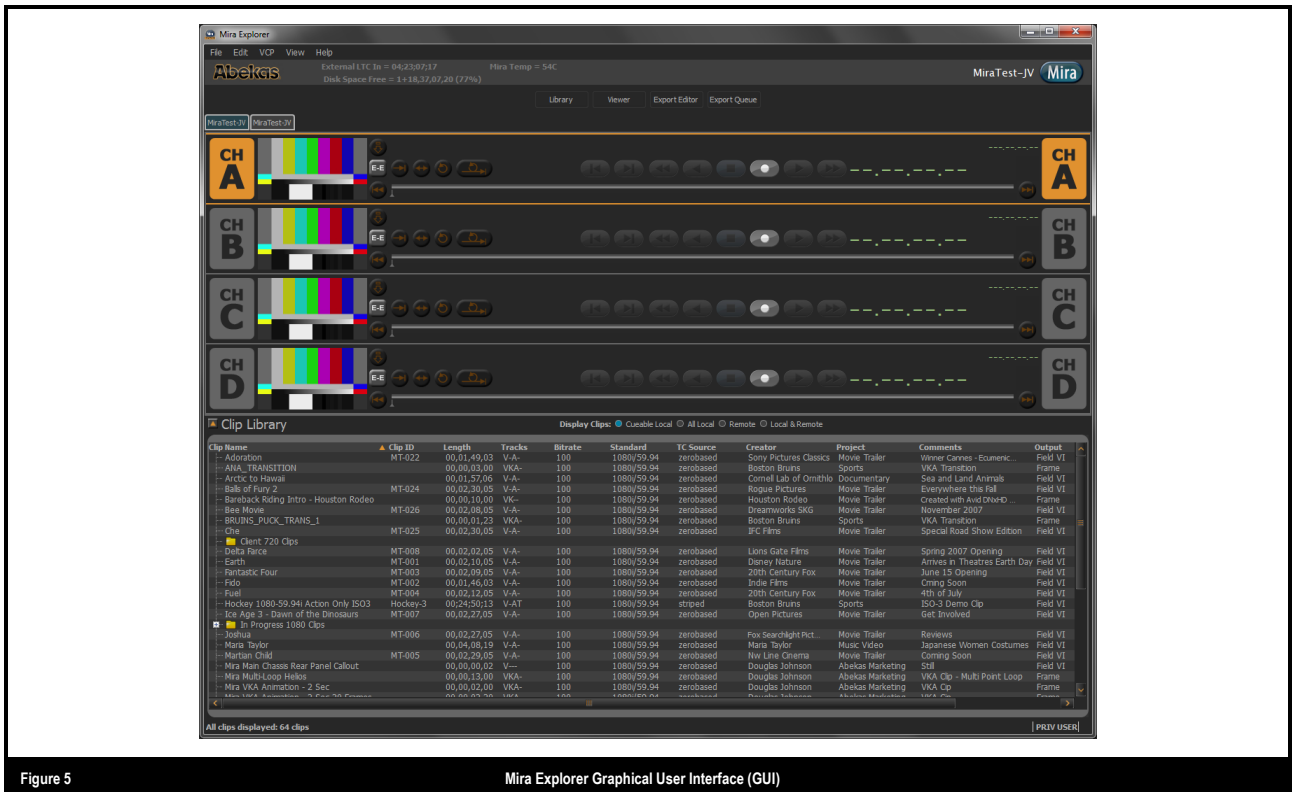 Mira Explorer
File Edit VCP View Help
Abekas
External LTC In = 04;23;07;17 Mira Temp = 54C
Disk Space Free = 1+18,37,07,20 (77%)
MiraTest-JV Mira
Library Viewer Export Editor Export Queue
MiraTest-JV MiraTest-JV
CH A E-E --.--.--.-- --.--.--.-- CH A
CH B E-E --.--.--.-- --.--.--.-- CH B
CH C E-E --.--.--.-- --.--.--.-- CH C
CH D E-E --.--.--.-- --.--.--.-- CH D
Clip Library Display Clips: Cueable Local All Local Remote Local & Remote
Clip Name Clip ID Length Tracks Bitrate Standard TC Source Creator Project Comments Output
Adoration MT-022 00,01,49,03 V-A- 100 1080i/59.94 zerobased Sony Pictures Classics Movie Trailer Winner Cannes - Ecumenic... Field VI
ANA_TRANSITION 00,00,03,00 VKA- 100 1080i/59.94 zerobased Boston Bruins Sports VKA Transition Frame
Arctic to Hawaii 00,01,57,06 V-A- 100 1080i/59.94 zerobased Cornell Lab of Ornithlo Documentary Sea and Land Animals Field VI
Balls of Fury 2 MT-024 00,02,30,05 V-A- 100 1080i/59.94 zerobased Rogue Pictures Movie Trailer Everywhere this Fall Field VI
Bareback Riding Intro - Houston Rodeo 00,00,10,00 VK-- 100 1080i/59.94 zerobased Houston Rodeo Movie Trailer Created with Avid DNxHD ... Frame
Bee Movie MT-026 00,02,08,05 V-A- 100 1080i/59.94 zerobased Dreamworks SKG Movie Trailer November 2007 Field VI
BRUINS_PUCK_TRANS_1 00,00,01,23 VKA- 100 1080i/59.94 zerobased Boston Bruins Sports VKA Transition Frame
Che MT-025 00,02,30,05 V-A- 100 1080i/59.94 zerobased IFC Films Movie Trailer Special Road Show Edition Field VI
Client 720 Clips
Delta Farce MT-008 00,02,02,05 V-A- 100 1080i/59.94 zerobased Lions Gate Films Movie Trailer Spring 2007 Opening Field VI
Earth MT-001 00,02,10,05 V-A- 100 1080i/59.94 zerobased Disney Nature Movie Trailer Arrives in Theatres Earth Day Field VI
Fantastic Four MT-003 00,02,09,05 V-A- 100 1080i/59.94 zerobased 20th Century Fox Movie Trailer June 15 Opening Field VI
Fido MT-002 00,01,46,03 V-A- 100 1080i/59.94 zerobased Indie Films Movie Trailer Cming Soon Field VI
Fuel MT-004 00,02,12,05 V-A- 100 1080i/59.94 zerobased 20th Century Fox Movie Trailer 4th of July Field VI
Hockey 1080-59.94i Action Only ISO3 Hockey-3 00;24;50;13 V-AT 100 1080i/59.94 striped Boston Bruins Sports ISO-3 Demo Clip Field VI
Ice Age 3 - Dawn of the Dinosaurs MT-007 00,02,27,05 V-A- 100 1080i/59.94 zerobased Open Pictures Movie Trailer Get Involved Field VI
In Progress 1080 Clips
Joshua MT-006 00,02,27,05 V-A- 100 1080i/59.94 zerobased Fox Searchlight Pict... Movie Trailer Reviews Field VI
Maria Taylor 00,04,08,19 V-A- 100 1080i/59.94 zerobased Maria Taylor Music Video Japanese Women Costumes Field VI
Martian Child MT-005 00,02,29,05 V-A- 100 1080i/59.94 zerobased Nw Line Cinema Movie Trailer Coming Soon Field VI
Mira Main Chassis Rear Panel Callout 00,00,00,02 V--- 100 1080i/59.94 zerobased Douglas Johnson Abekas Marketing Still Field VI
Mira Multi-Loop Helios 00,00,13,00 VKA- 100 1080i/59.94 zerobased Douglas Johnson Abekas Marketing VKA Clip - Multi Point Loop Frame
Mira VKA Animation - 2 Sec 00,00,02,00 VKA- 100 1080i/59.94 zerobased Douglas Johnson Abekas Marketing VKA Clip Frame
All clips displayed: 64 clips PRIV USER
Figure 5 Mira Explorer Graphical User Interface (GUI)